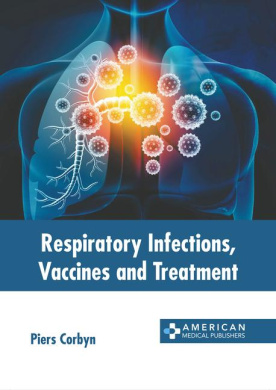 Respiratory Infections,
Vaccines and Treatment
Piers Corbyn
AMERICAN
MEDICAL PUBLISHERS